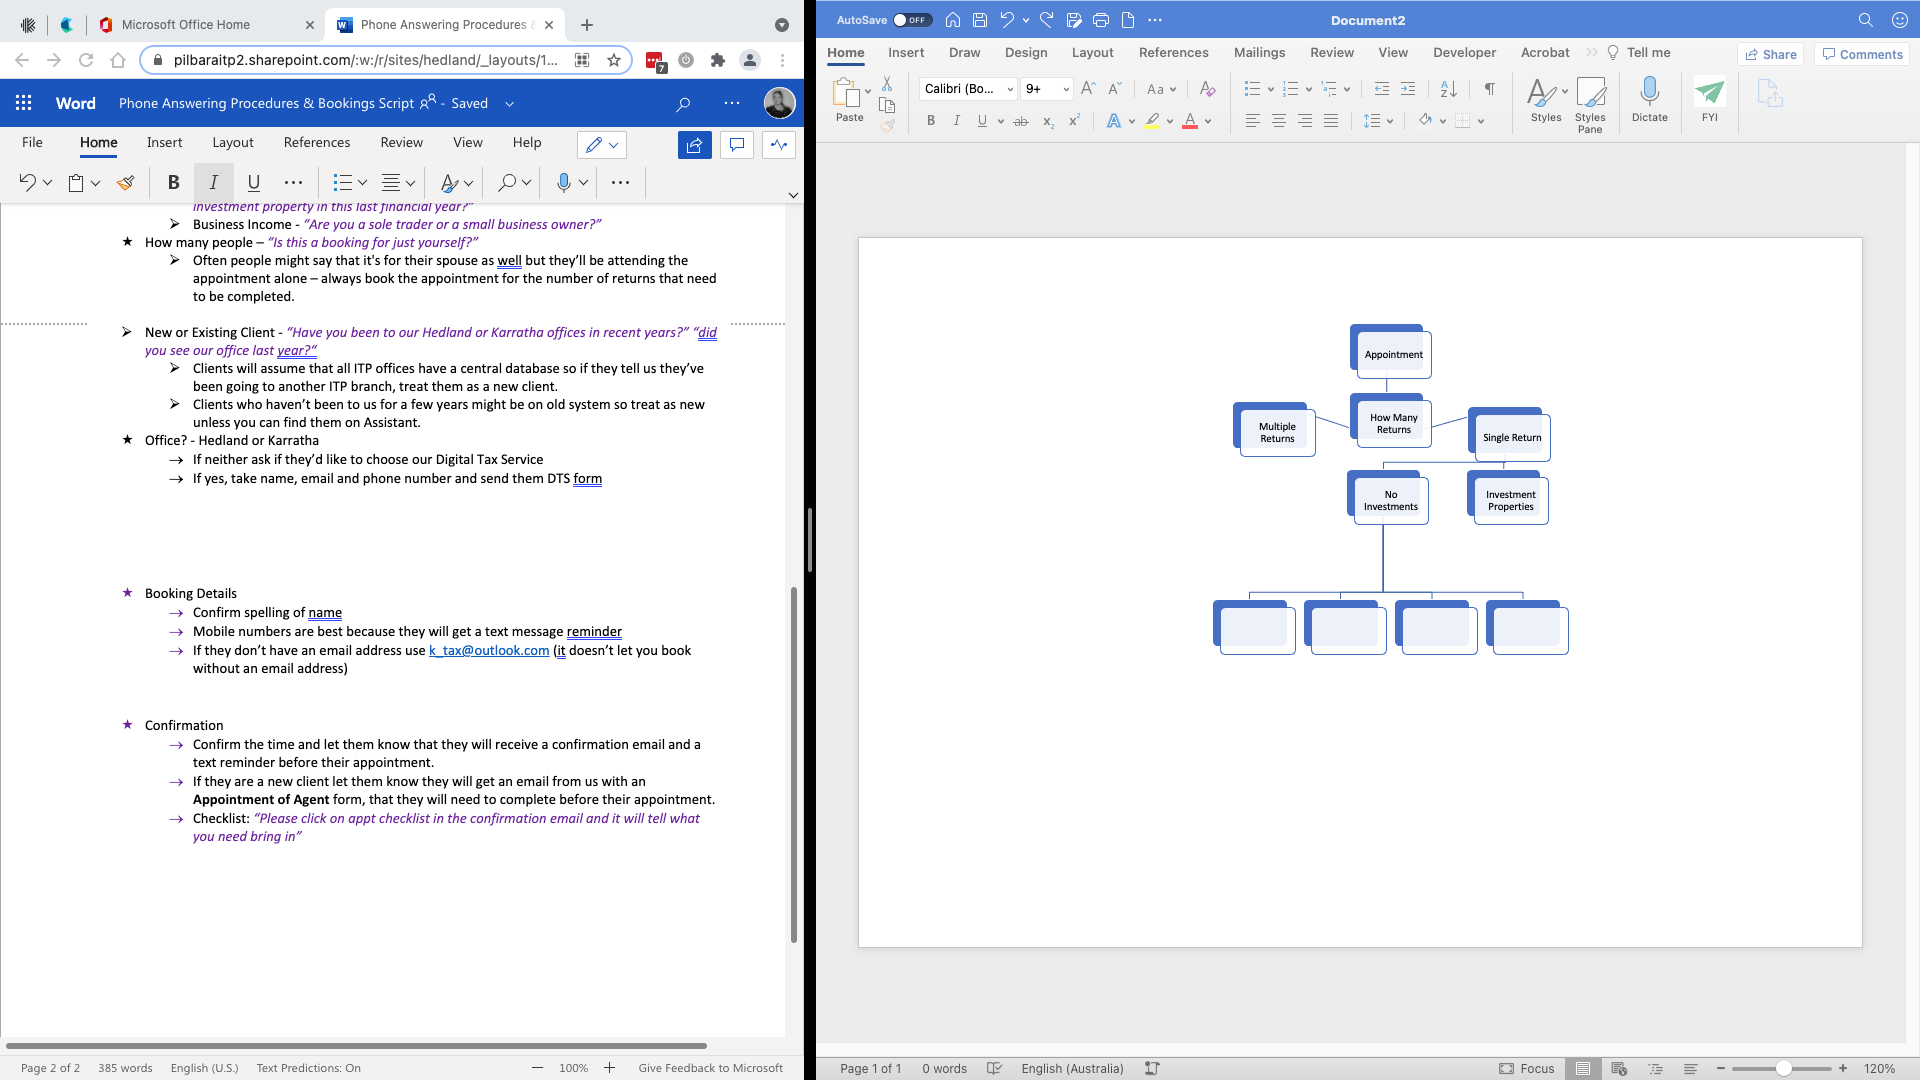 Microsoft Office Home
Phone Answering Procedures &
pilbaraitp2.sharepoint.com/:w:/r/sites/hedland/_layouts/1...
7
Word
Phone Answering Procedures & Bookings Script
- Saved
File
Home
Insert
Layout
References
Review
View
Help
B
I
U
investment property in this last financial year?”
Business Income - “Are you a sole trader or a small business owner?”
How many people – “Is this a booking for just yourself?”
Often people might say that it's for their spouse as well but they’ll be attending the
appointment alone – always book the appointment for the number of returns that need
to be completed.
New or Existing Client - “Have you been to our Hedland or Karratha offices in recent years?” “did
you see our office last year?“
Clients will assume that all ITP offices have a central database so if they tell us they’ve
been going to another ITP branch, treat them as a new client.
Clients who haven’t been to us for a few years might be on old system so treat as new
unless you can find them on Assistant.
Office? - Hedland or Karratha
If neither ask if they’d like to choose our Digital Tax Service
If yes, take name, email and phone number and send them DTS form
Booking Details
Confirm spelling of name
Mobile numbers are best because they will get a text message reminder
If they don’t have an email address use k_tax@outlook.com (it doesn’t let you book
without an email address)
Confirmation
Confirm the time and let them know that they will receive a confirmation email and a
text reminder before their appointment.
If they are a new client let them know they will get an email from us with an
Appointment of Agent form, that they will need to complete before their appointment.
Checklist: “Please click on appt checklist in the confirmation email and it will tell what
you need bring in”
Page 2 of 2
385 words
English (U.S.)
Text Predictions: On
100%
Give Feedback to Microsoft
AutoSave
OFF
Document2
Home
Insert
Draw
Design
Layout
References
Mailings
Review
View
Developer
Acrobat
Tell me
Share
Comments
Paste
Calibri (Bo...
9+
Aa
B
I
U
ab
x2
x2
A
A
Styles
Styles
Pane
Dictate
FYI
Appointment
How Many
Returns
Multiple
Returns
Single Return
No
Investments
Investment
Properties
Page 1 of 1
0 words
English (Australia)
Focus
120%